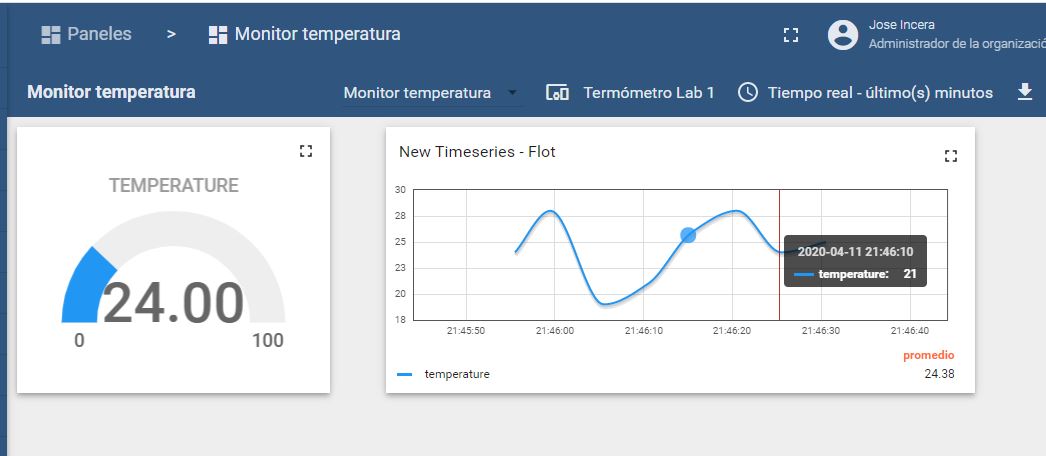 Paneles > Monitor temperatura
Jose Incera
Administrador de la organizació
Monitor temperatura
Monitor temperatura
Termómetro Lab 1
Tiempo real - último(s) minutos
TEMPERATURE
24.00
0 100
New Timeseries - Flot
30
28
25
23
20
18
2020-04-11 21:46:10
temperature: 21
21:45:50 21:46:00 21:46:10 21:46:20 21:46:30 21:46:40
promedio
temperature 24.38